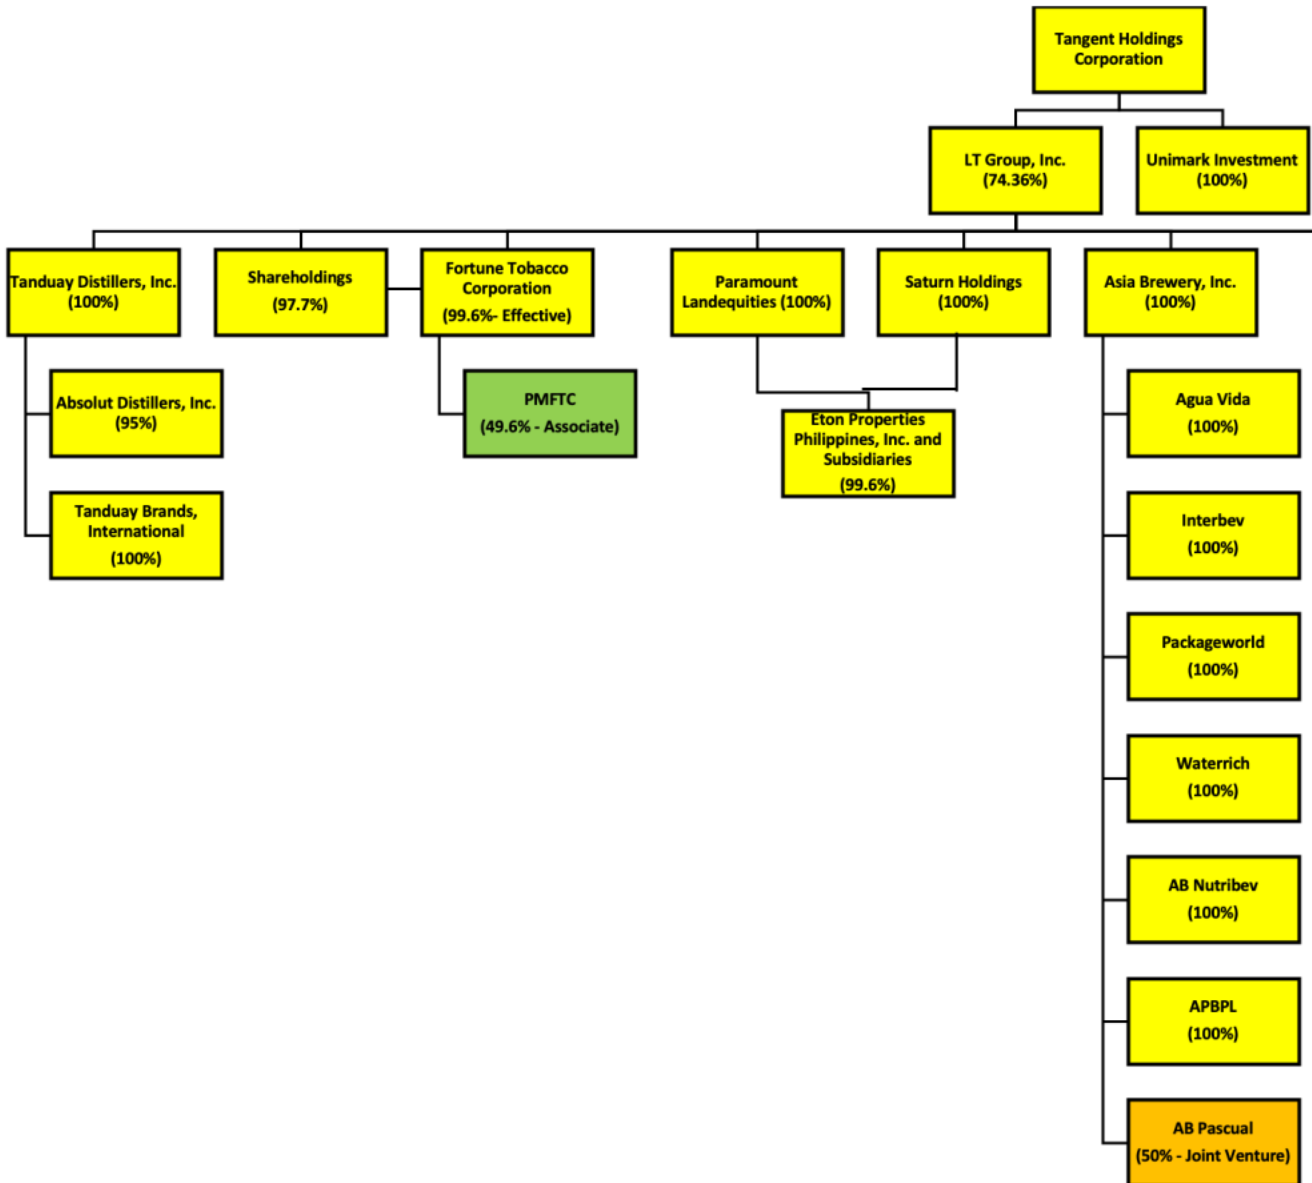 Tangent Holdings
Corporation
LT Group, Inc.
(74.36%)
Unimark Investment
(100%)
Tanduay Distillers, Inc.
(100%)
Shareholdings
(97.7%)
Fortune Tobacco
Corporation
(99.6%- Effective)
Paramount
Landequities (100%)
Saturn Holdings
(100%)
Asia Brewery, Inc.
(100%)
Absolut Distillers, Inc.
(95%)
Tanduay Brands,
International
(100%)
PMFTC
(49.6% - Associate)
Eton Properties
Philippines, Inc. and
Subsidiaries
(99.6%)
Agua Vida
(100%)
Interbev
(100%)
Packageworld
(100%)
Waterrich
(100%)
AB Nutribev
(100%)
APBPL
(100%)
AB Pascual
(50% - Joint Venture)